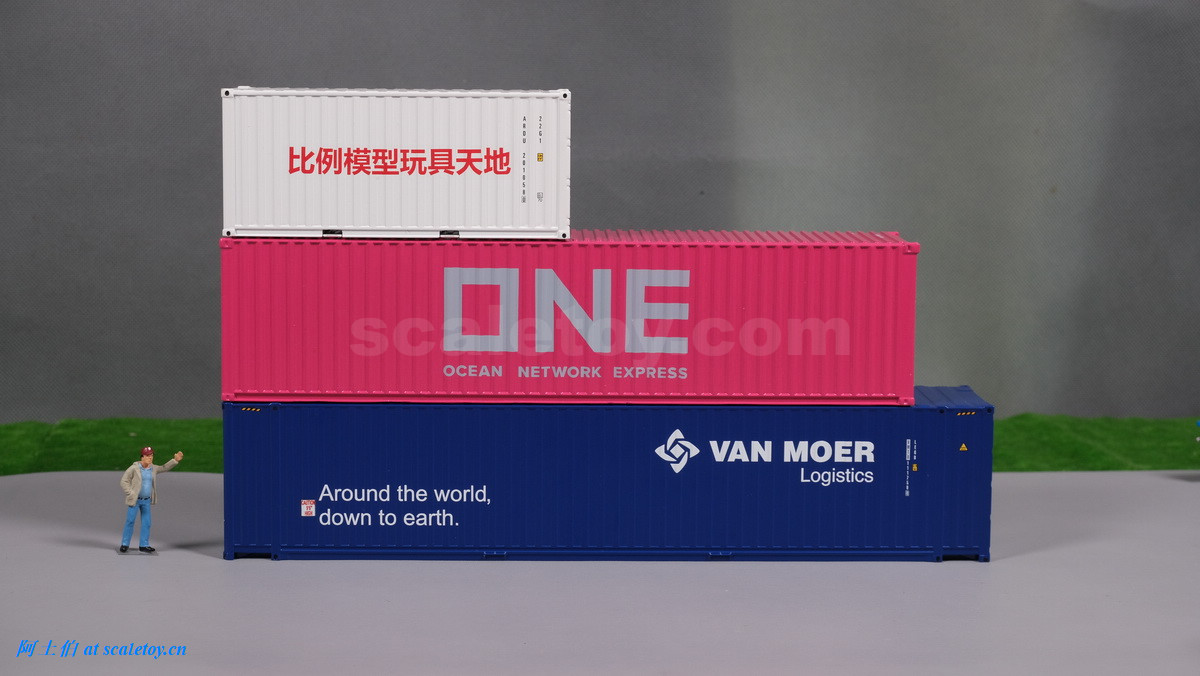 比例模型玩具天地
22G1
ONE
scaletoy.com
OCEAN NETWORK EXPRESS
VAN MOER
Logistics
Around the world,
down to earth.
阿土伯 at scaletoy.cn